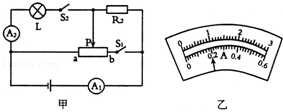 L S₂ R₂
A₂
P
a b S₁
A₁
甲
0 1 2 3
0 0.2 A 0.4 0.6
乙